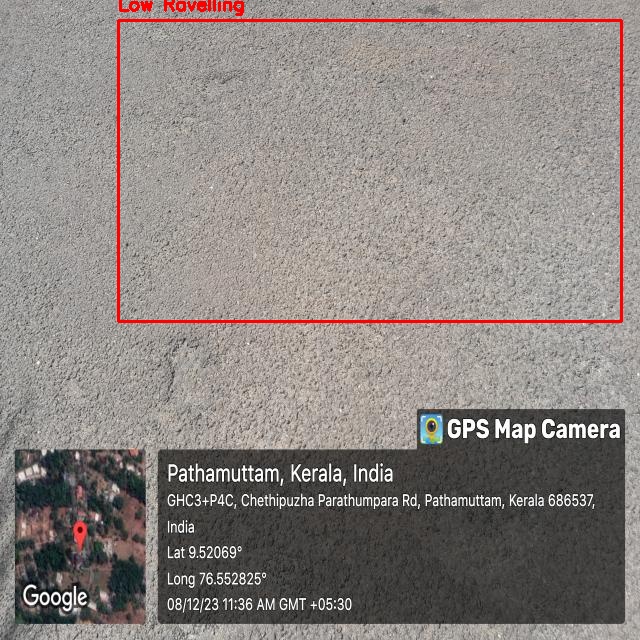 Low Ravelling
GPS Map Camera
Pathamuttam, Kerala, India
GHC3+P4C, Chethipuzha Parathumpara Rd, Pathamuttam, Kerala 686537,
India
Lat 9.52069°
Long 76.552825°
08/12/23 11:36 AM GMT +05:30
Google